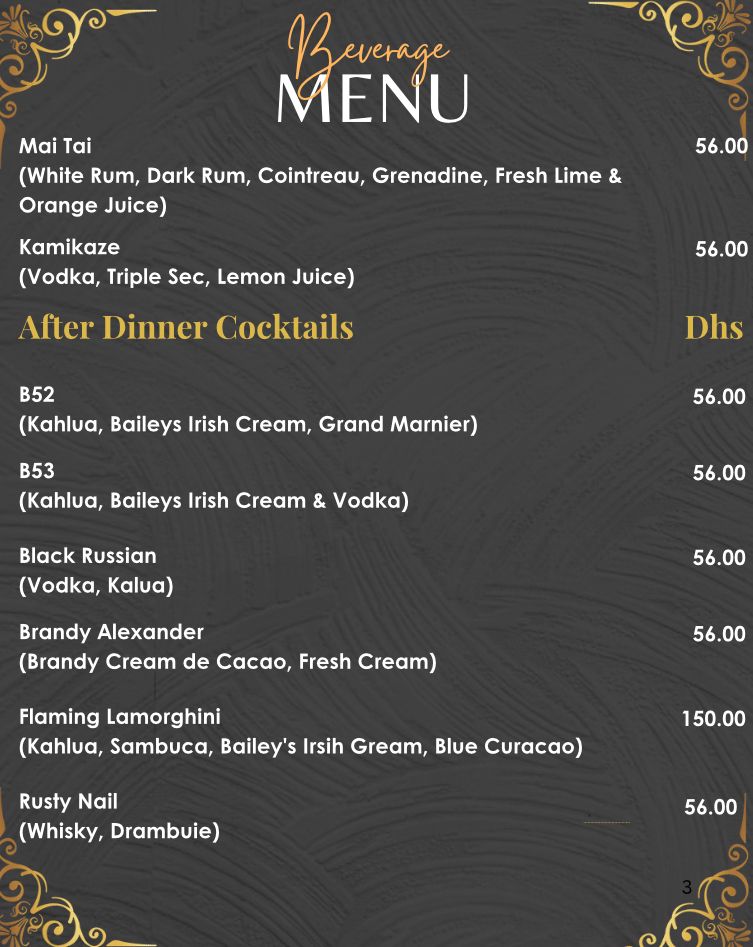 Beverage
MENU
Mai Tai 56.00
(White Rum, Dark Rum, Cointreau, Grenadine, Fresh Lime &
Orange Juice)
Kamikaze 56.00
(Vodka, Triple Sec, Lemon Juice)
After Dinner Cocktails Dhs
B52 56.00
(Kahlua, Baileys Irish Cream, Grand Marnier)
B53 56.00
(Kahlua, Baileys Irish Cream & Vodka)
Black Russian 56.00
(Vodka, Kalua)
Brandy Alexander 56.00
(Brandy Cream de Cacao, Fresh Cream)
Flaming Lamorghini 150.00
(Kahlua, Sambuca, Bailey's Irsih Gream, Blue Curacao)
Rusty Nail 56.00
(Whisky, Drambuie)
3